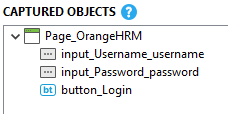 CAPTURED OBJECTS ?
Page_OrangeHRM
input_Username_username
input_Password_password
bt button_Login